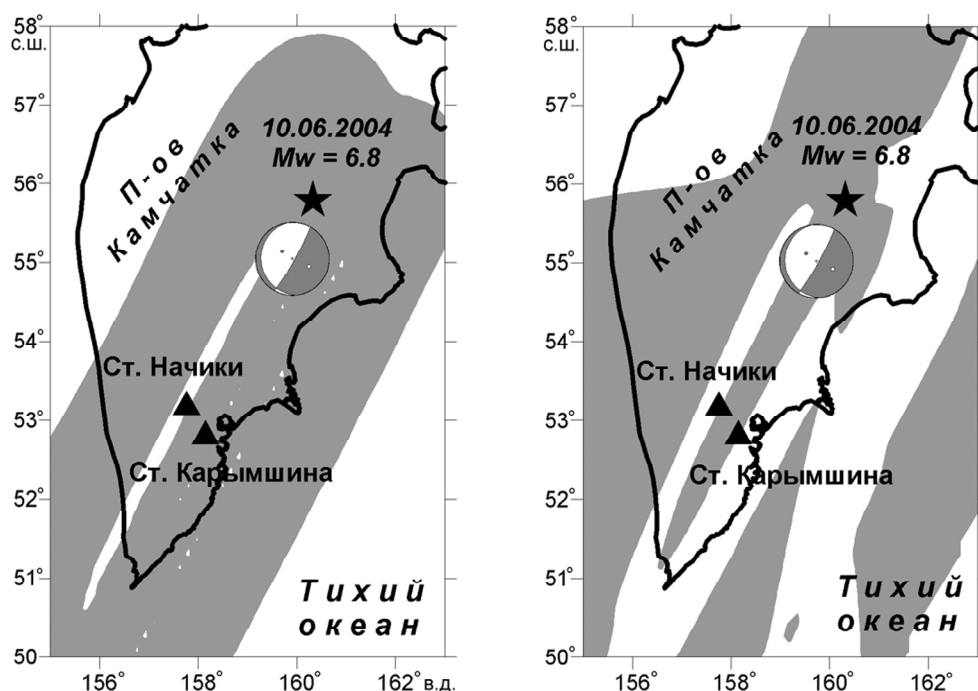 58°
с.ш.
57°
56°
55°
54°
53°
52°
51°
50°
156°
158°
160°
162°
в.д.
10.06.2004
Mw = 6.8
П-ов
Камчатка
Ст. Начики
Ст. Карымшина
Тихий
океан
58°
с.ш.
57°
56°
55°
54°
53°
52°
51°
50°
156°
158°
160°
162°
10.06.2004
Mw = 6.8
П-ов
Камчатка
Ст. Начики
Ст. Карымшина
Тихий
океан